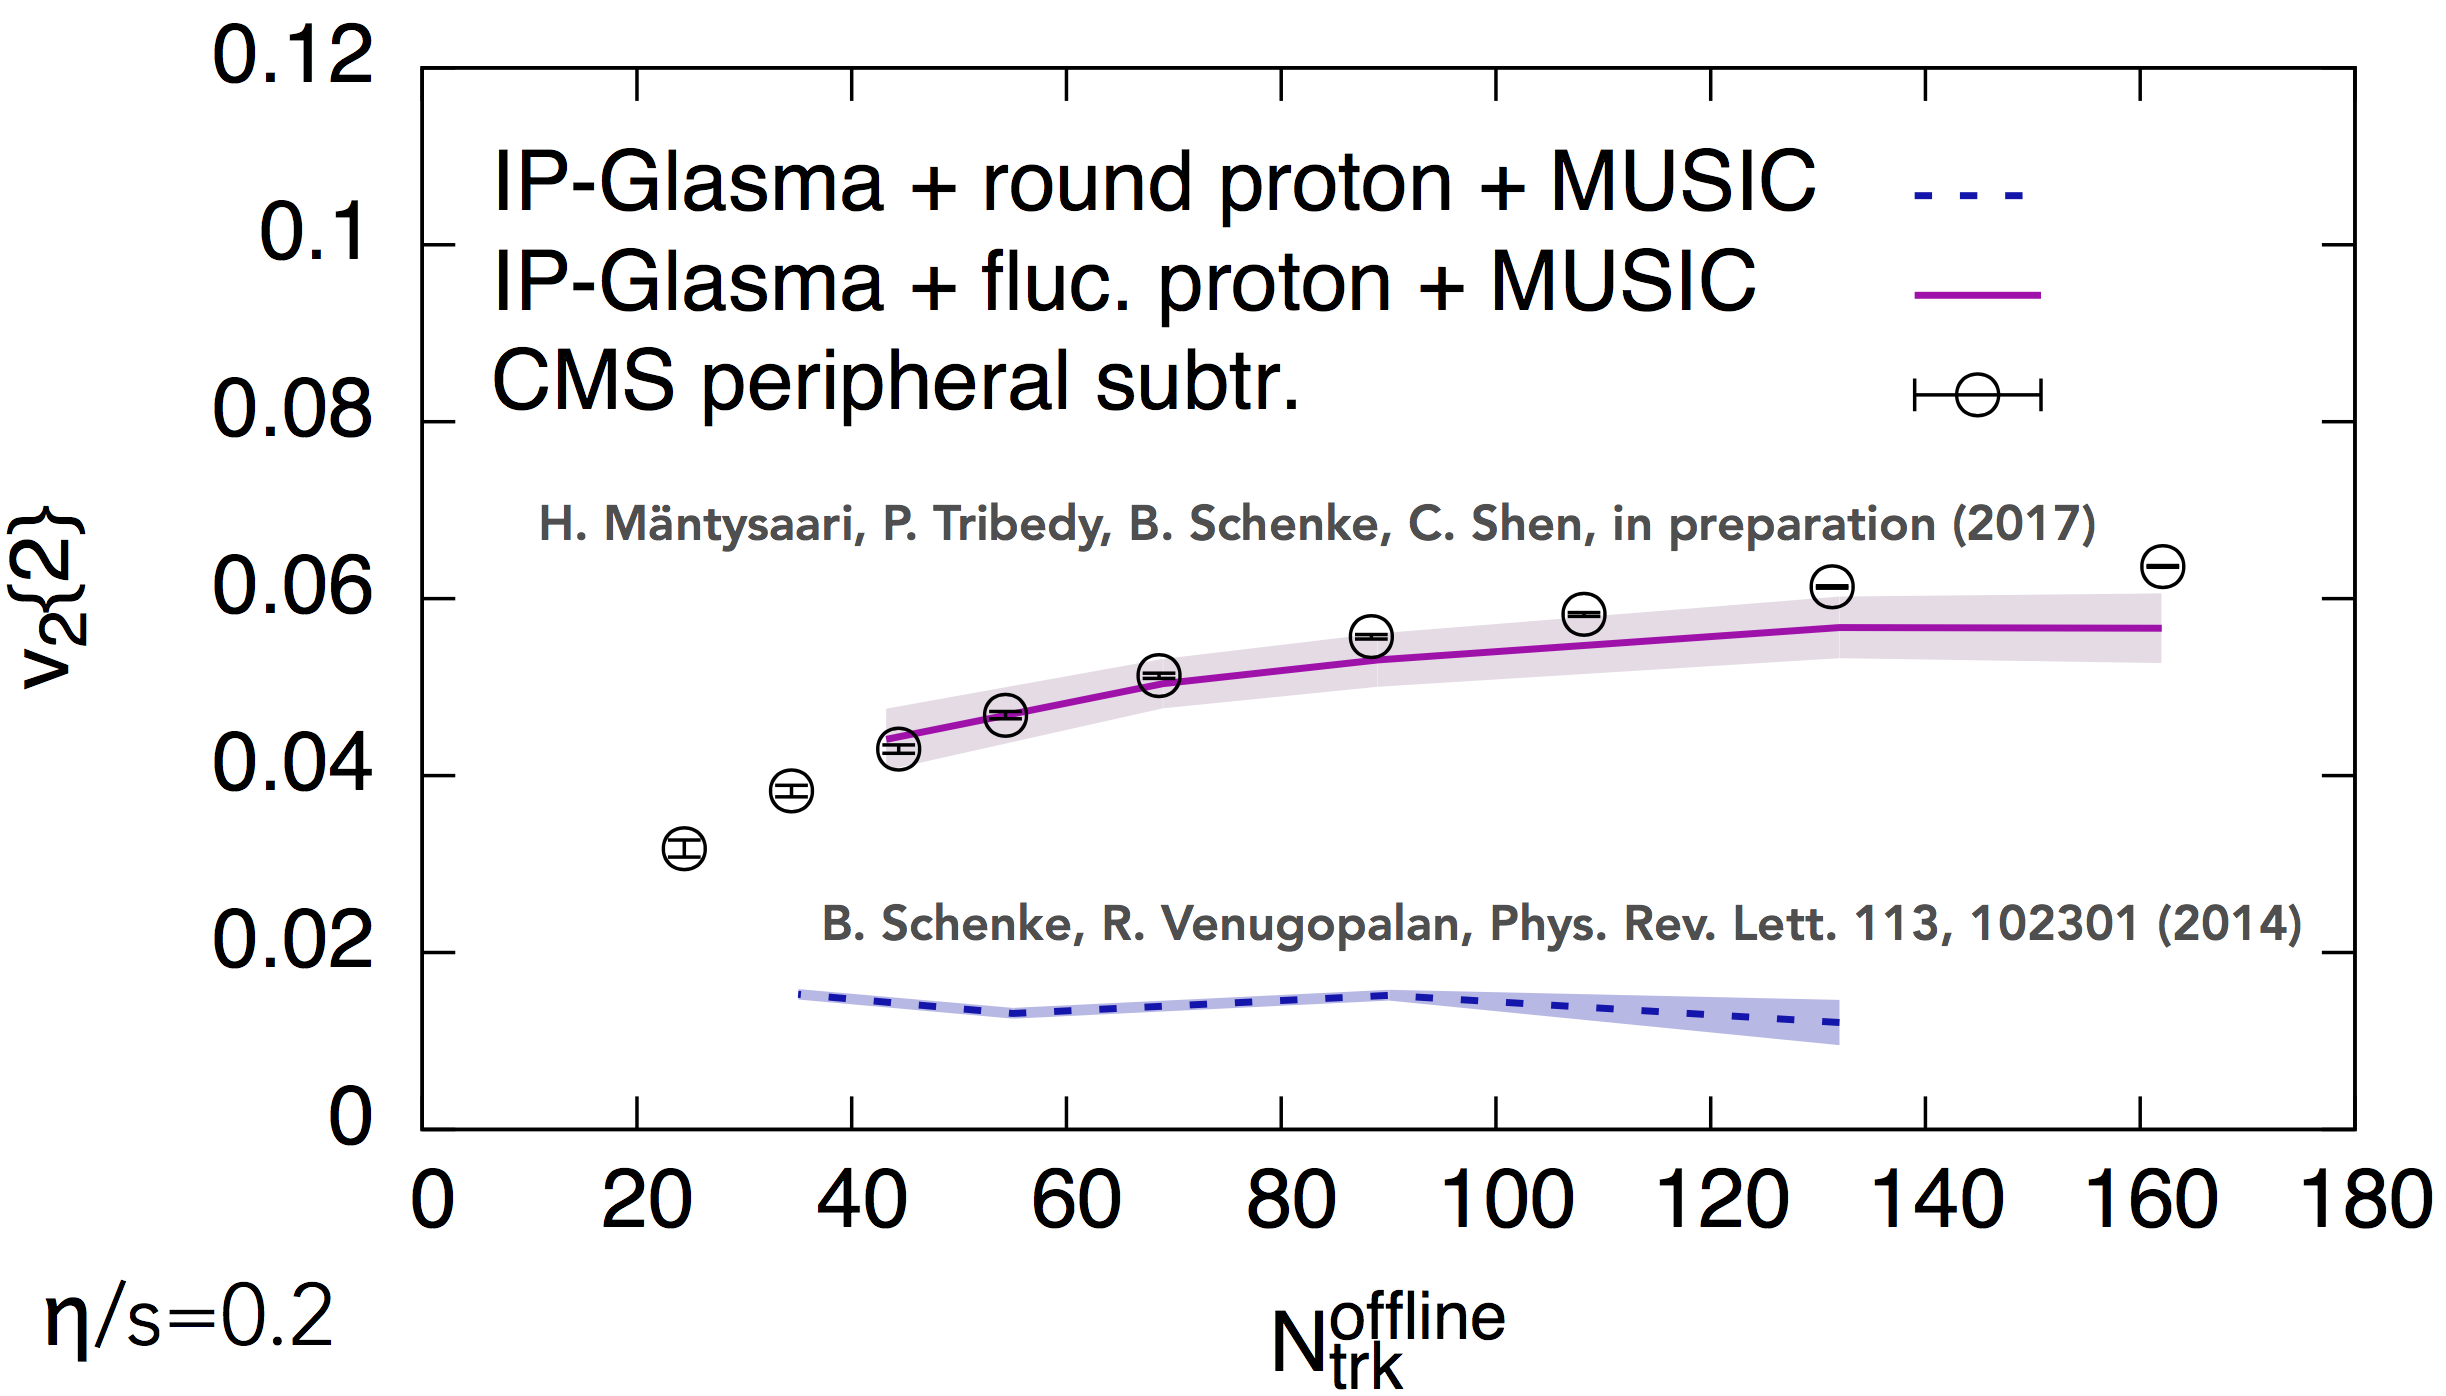 0.12
0.1
0.08
0.06
0.04
0.02
0
v2{2}
IP-Glasma + round proton + MUSIC
IP-Glasma + fluc. proton + MUSIC
CMS peripheral subtr.
H. Mäntysaari, P. Tribedy, B. Schenke, C. Shen, in preparation (2017)
B. Schenke, R. Venugopalan, Phys. Rev. Lett. 113, 102301 (2014)
0 20 40 60 80 100 120 140 160 180
η/s=0.2
N trk offline